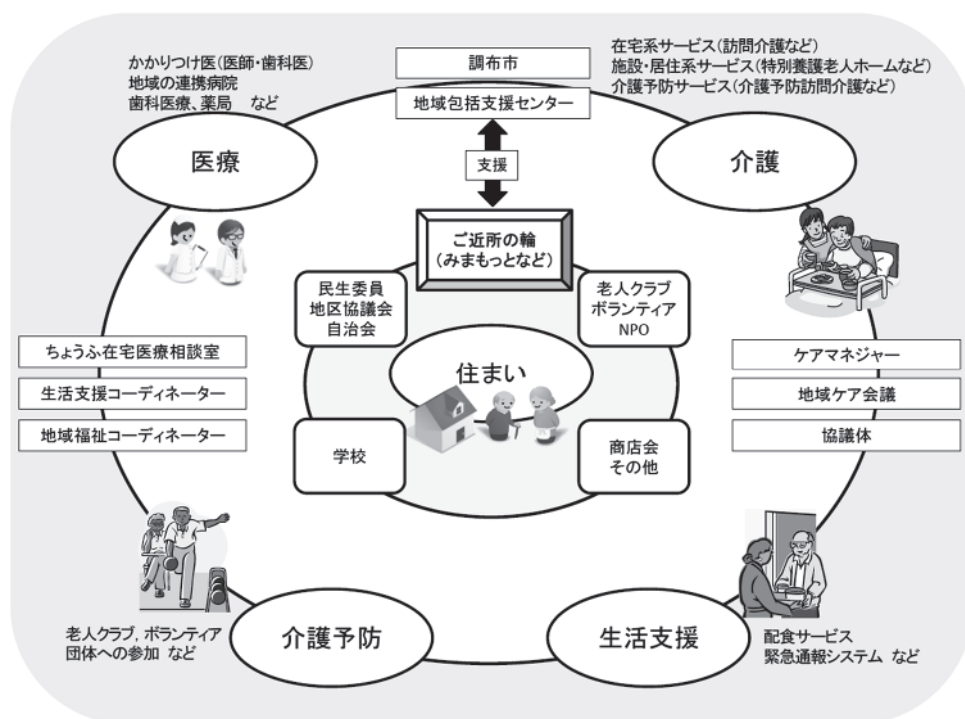 かかりつけ医(医師・歯科医)
地域の連携病院
歯科医療、薬局 など
調布市
地域包括支援センター
在宅系サービス(訪問介護など)
施設・居住系サービス(特別養護老人ホームなど)
介護予防サービス(介護予防訪問介護など)
医療
支援
介護
ご近所の輪
(みまもっとなど)
民生委員
地区協議会
自治会
老人クラブ
ボランティア
NPO
住まい
ちょうふ在宅医療相談室
生活支援コーディネーター
地域福祉コーディネーター
ケアマネジャー
地域ケア会議
協議体
学校
商店会
その他
老人クラブ, ボランティア
団体への参加 など
介護予防
生活支援
配食サービス
緊急通報システム など